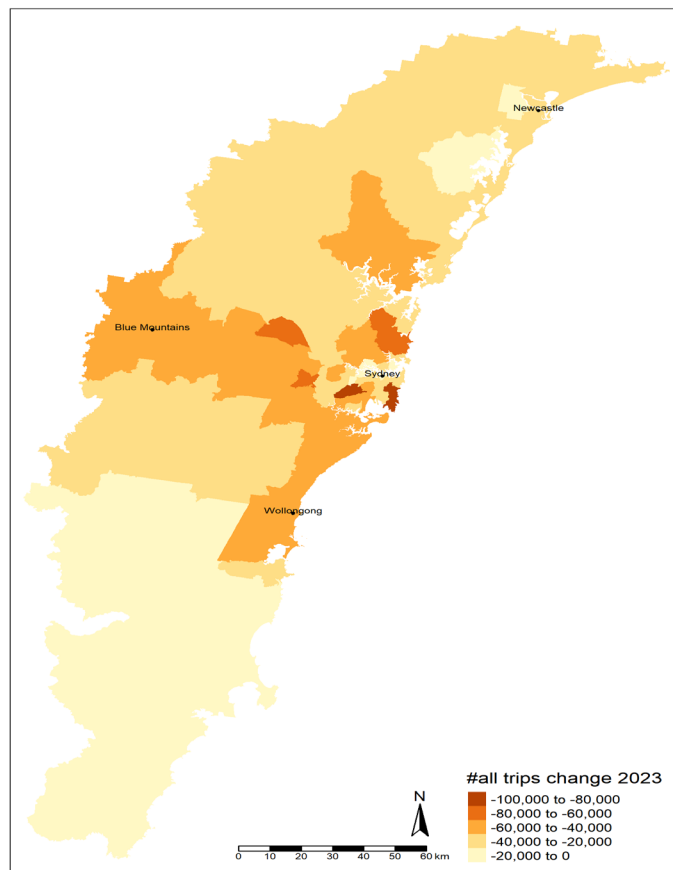 Newcastle
Blue Mountains
Sydney
Wollongong
#all trips change 2023
-100,000 to -80,000
-80,000 to -60,000
-60,000 to -40,000
-40,000 to -20,000
-20,000 to 0
N
0 10 20 30 40 50 60 km